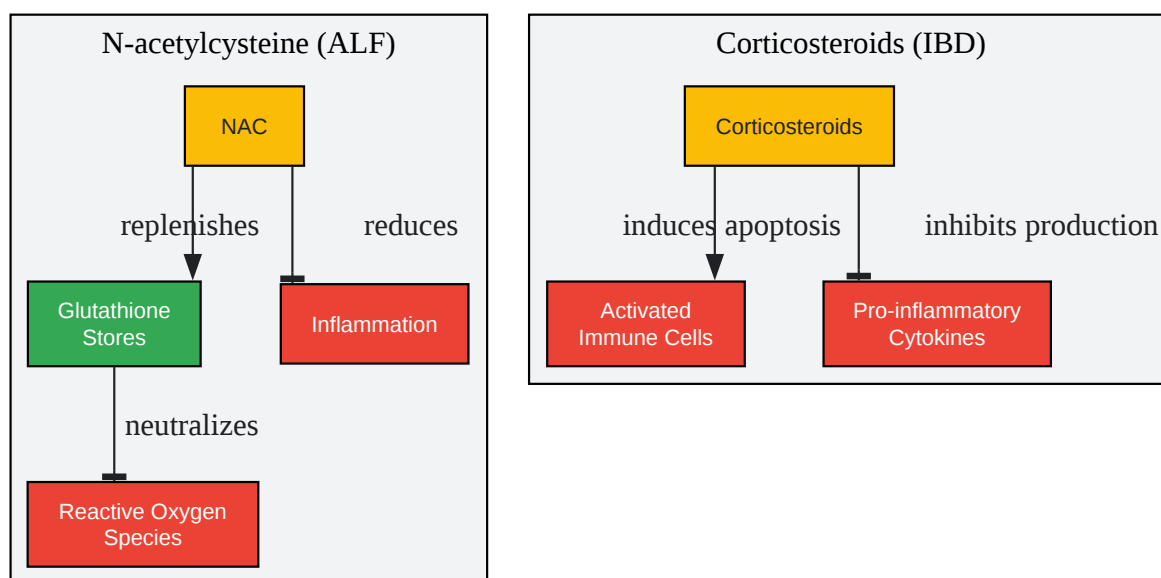 N-acetylcysteine (ALF)
NAC
replenishes
reduces
Glutathione
Stores
Inflammation
neutralizes
Reactive Oxygen
Species
Corticosteroids (IBD)
Corticosteroids
induces apoptosis
inhibits production
Activated
Immune Cells
Pro-inflammatory
Cytokines